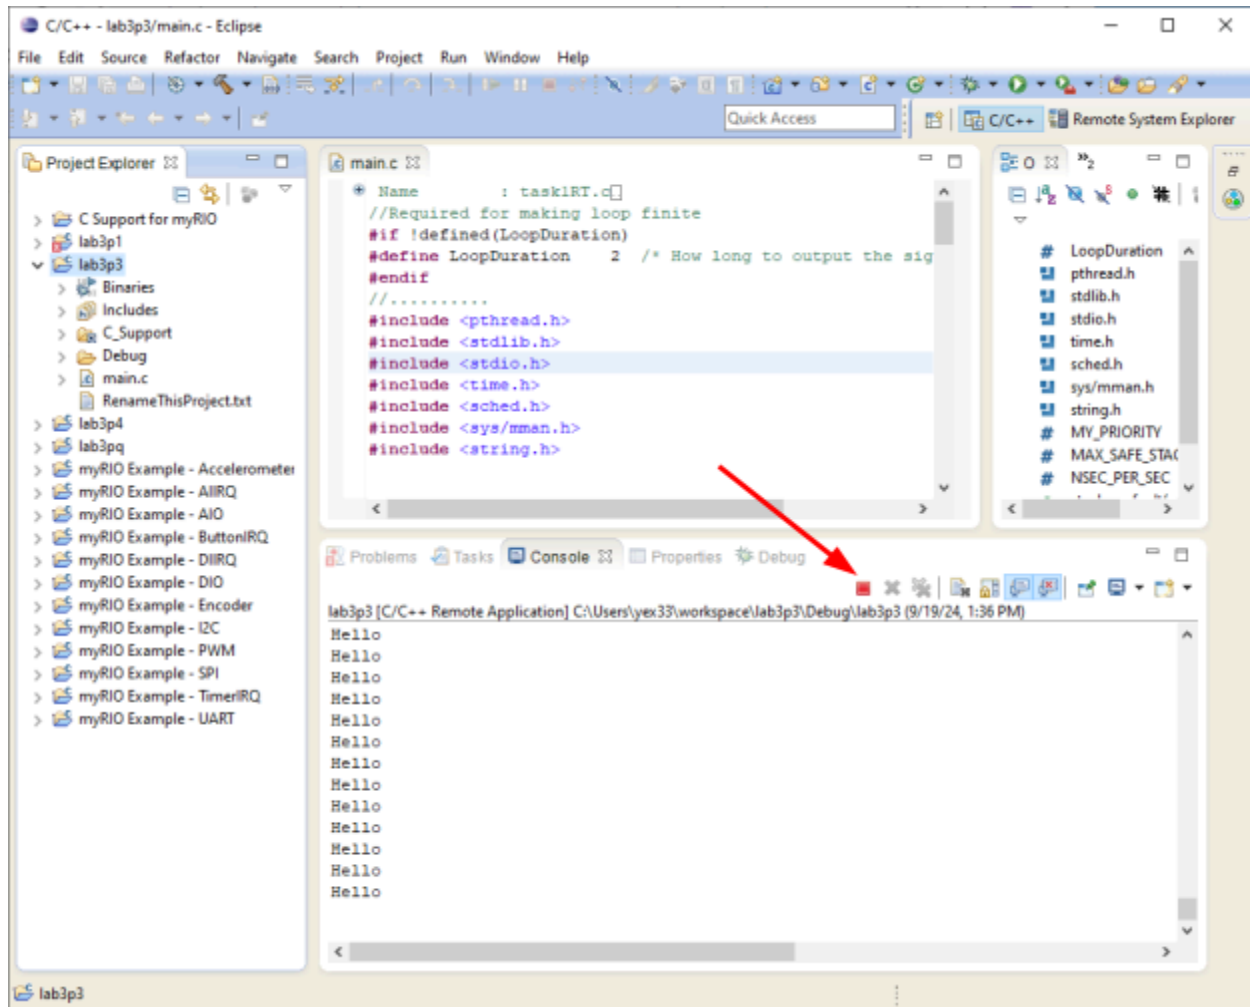 C/C++ - lab3p3/main.c - Eclipse
File Edit Source Refactor Navigate Search Project Run Window Help
Quick Access
C/C++ Remote System Explorer
Project Explorer
C Support for myRIO
lab3p1
lab3p3
Binaries
Includes
C_Support
Debug
main.c
RenameThisProject.txt
lab3p4
lab3pq
myRIO Example - Accelerometer
myRIO Example - AIIRQ
myRIO Example - AIO
myRIO Example - ButtonIRQ
myRIO Example - DIIRQ
myRIO Example - DIO
myRIO Example - Encoder
myRIO Example - I2C
myRIO Example - PWM
myRIO Example - SPI
myRIO Example - TimerIRQ
myRIO Example - UART
main.c
Name : task1RT.c
//Required for making loop finite
#if !defined(LoopDuration)
#define LoopDuration 2 /* How long to output the sig
#endif
//..........
#include <pthread.h>
#include <stdlib.h>
#include <stdio.h>
#include <time.h>
#include <sched.h>
#include <sys/mman.h>
#include <string.h>
O »2
# LoopDuration
pthread.h
stdlib.h
stdio.h
time.h
sched.h
sys/mman.h
string.h
# MY_PRIORITY
# MAX_SAFE_STAC
# NSEC_PER_SEC
Problems Tasks Console Properties Debug
lab3p3 [C/C++ Remote Application] C:\Users\yex33\workspace\lab3p3\Debug\lab3p3 (9/19/24, 1:36 PM)
Hello
Hello
Hello
Hello
Hello
Hello
Hello
Hello
Hello
Hello
Hello
Hello
Hello
lab3p3